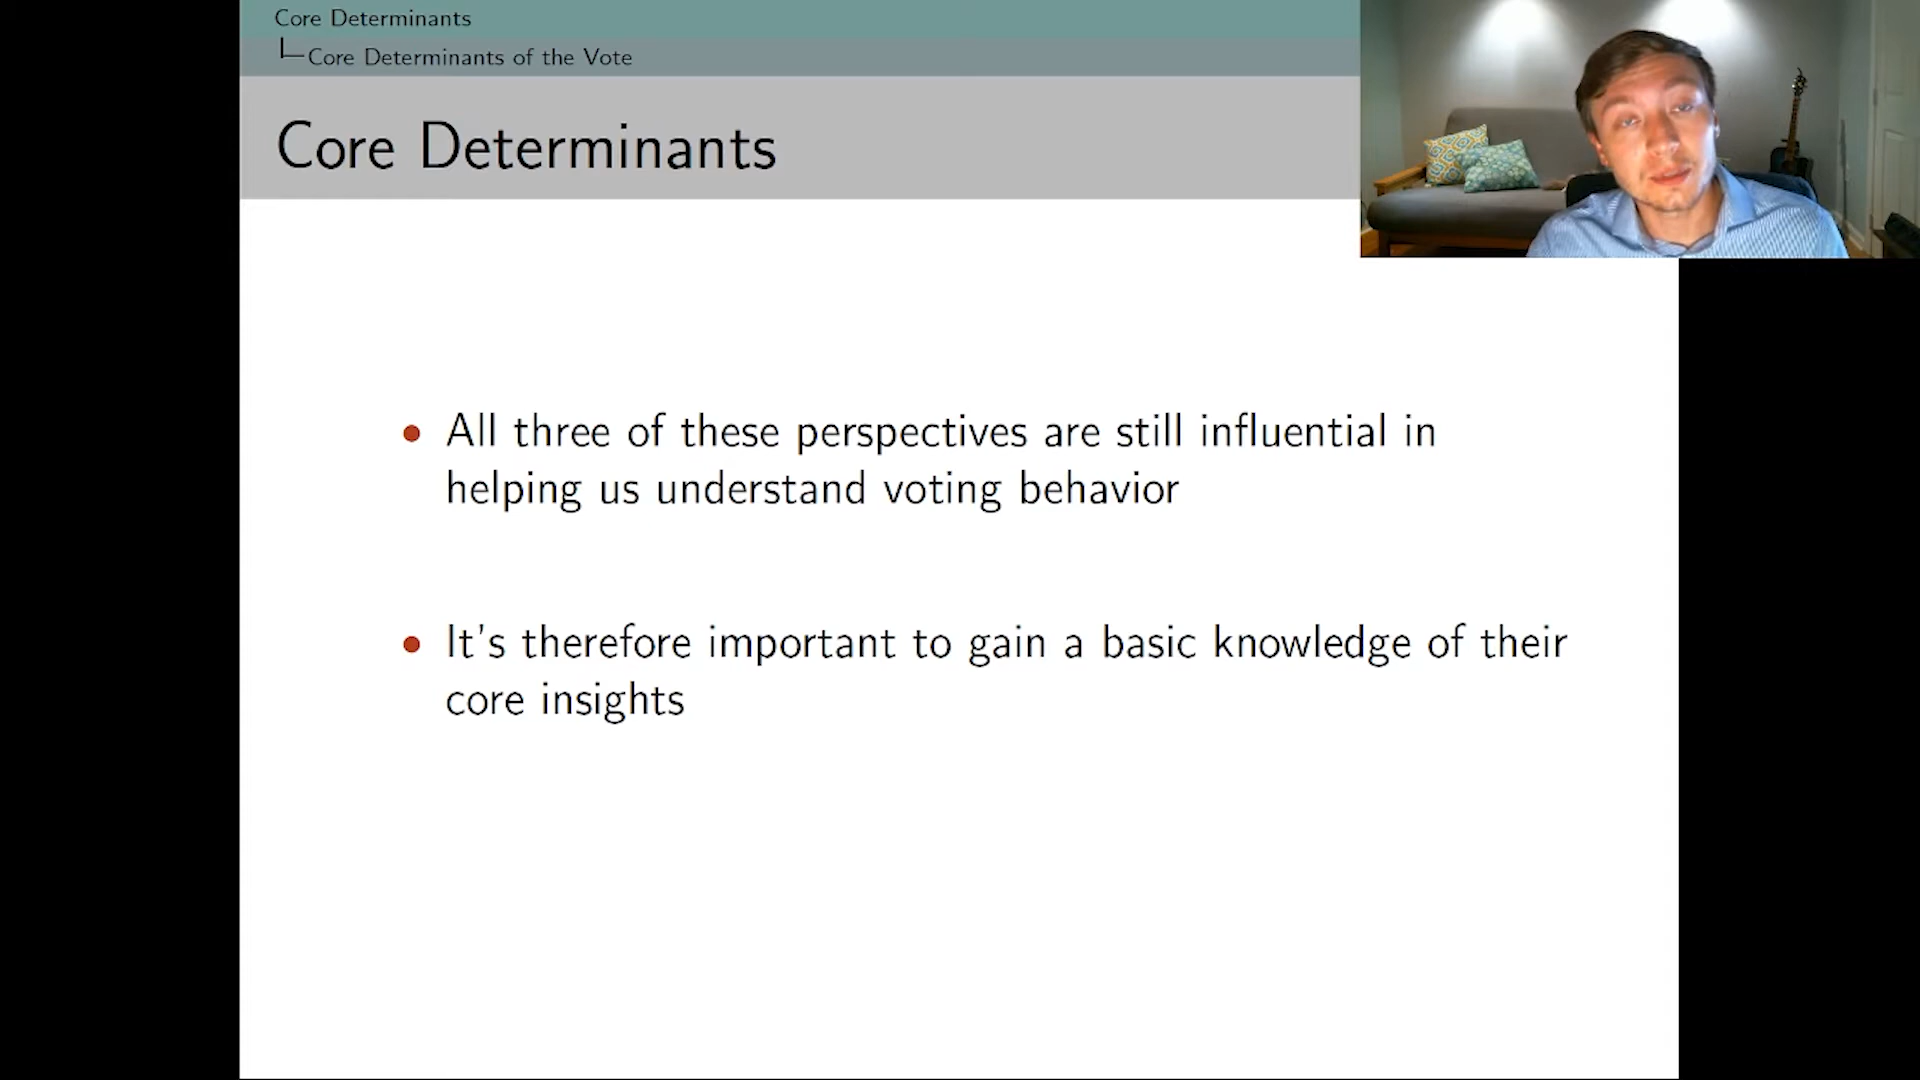 Core Determinants
Core Determinants of the Vote
Core Determinants
• All three of these perspectives are still influential in
helping us understand voting behavior
• It's therefore important to gain a basic knowledge of their
core insights